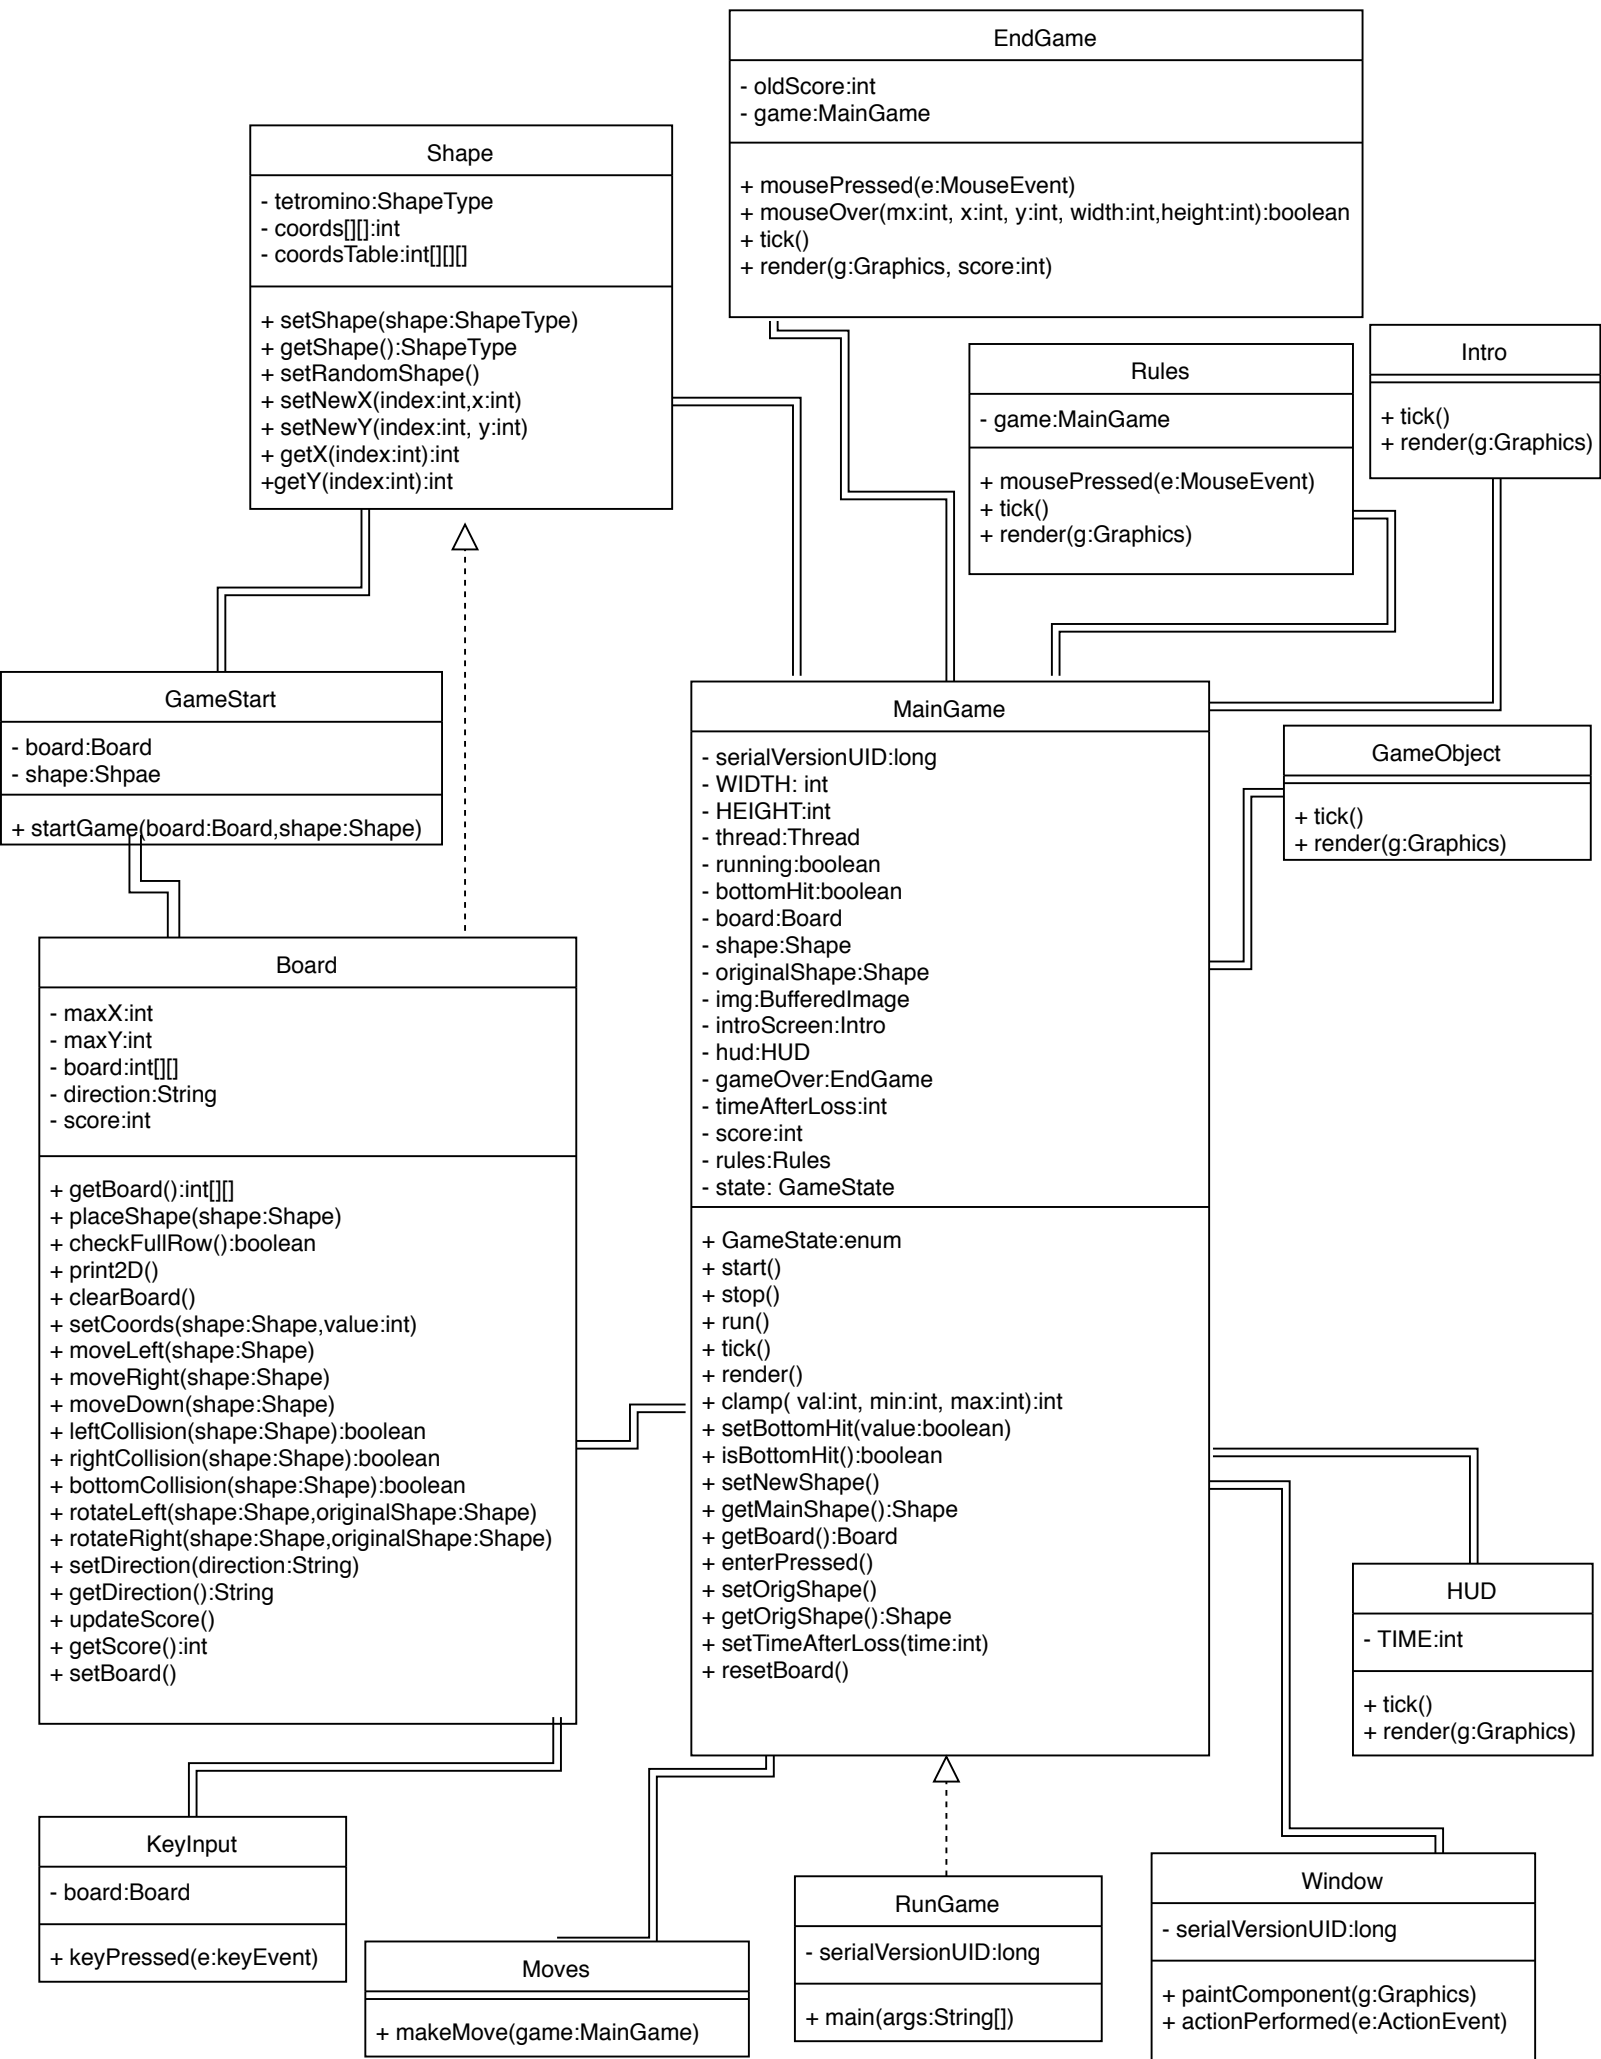 EndGame
- oldScore:int
- game:MainGame
+ mousePressed(e:MouseEvent)
+ mouseOver(mx:int, x:int, y:int, width:int,height:int):boolean
+ tick()
+ render(g:Graphics, score:int)
Shape
- tetromino:ShapeType
- coords[][]:int
- coordsTable:int[][][]
+ setShape(shape:ShapeType)
+ getShape():ShapeType
+ setRandomShape()
+ setNewX(index:int,x:int)
+ setNewY(index:int, y:int)
+ getX(index:int):int
+getY(index:int):int
Rules
- game:MainGame
+ mousePressed(e:MouseEvent)
+ tick()
+ render(g:Graphics)
Intro
+ tick()
+ render(g:Graphics)
GameStart
- board:Board
- shape:Shpae
+ startGame(board:Board,shape:Shape)
MainGame
- serialVersionUID:long
- WIDTH: int
- HEIGHT:int
- thread:Thread
- running:boolean
- bottomHit:boolean
- board:Board
- shape:Shape
- originalShape:Shape
- img:BufferedImage
- introScreen:Intro
- hud:HUD
- gameOver:EndGame
- timeAfterLoss:int
- score:int
- rules:Rules
- state: GameState
+ GameState:enum
+ start()
+ stop()
+ run()
+ tick()
+ render()
+ clamp( val:int, min:int, max:int):int
+ setBottomHit(value:boolean)
+ isBottomHit():boolean
+ setNewShape()
+ getMainShape():Shape
+ getBoard():Board
+ enterPressed()
+ setOrigShape()
+ getOrigShape():Shape
+ setTimeAfterLoss(time:int)
+ resetBoard()
GameObject
+ tick()
+ render(g:Graphics)
Board
- maxX:int
- maxY:int
- board:int[][]
- direction:String
- score:int
+ getBoard():int[][]
+ placeShape(shape:Shape)
+ checkFullRow():boolean
+ print2D()
+ clearBoard()
+ setCoords(shape:Shape,value:int)
+ moveLeft(shape:Shape)
+ moveRight(shape:Shape)
+ moveDown(shape:Shape)
+ leftCollision(shape:Shape):boolean
+ rightCollision(shape:Shape):boolean
+ bottomCollision(shape:Shape):boolean
+ rotateLeft(shape:Shape,originalShape:Shape)
+ rotateRight(shape:Shape,originalShape:Shape)
+ setDirection(direction:String)
+ getDirection():String
+ updateScore()
+ getScore():int
+ setBoard()
HUD
- TIME:int
+ tick()
+ render(g:Graphics)
KeyInput
- board:Board
+ keyPressed(e:keyEvent)
Moves
+ makeMove(game:MainGame)
RunGame
- serialVersionUID:long
+ main(args:String[])
Window
- serialVersionUID:long
+ paintComponent(g:Graphics)
+ actionPerformed(e:ActionEvent)